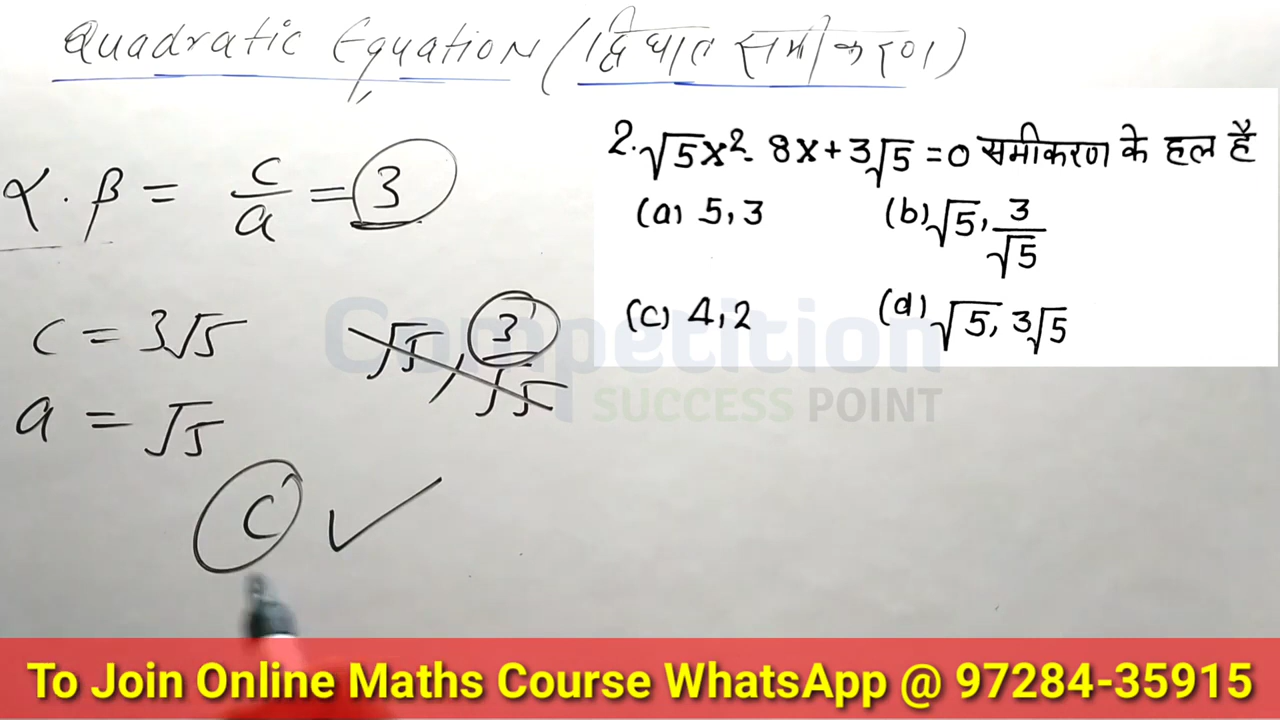 Quadratic Equation (द्विघात समीकरण)
α . β = c/a = 3
c = 3√5
a = √5
√5, 3/√5
C ✓
2. √5x² - 8x + 3√5 = 0 समीकरण के हल हैं
(a) 5, 3 (b) √5, 3/√5
(c) 4, 2 (d) √5, 3√5
Competition
SUCCESS POINT
To Join Online Maths Course WhatsApp @ 97284-35915